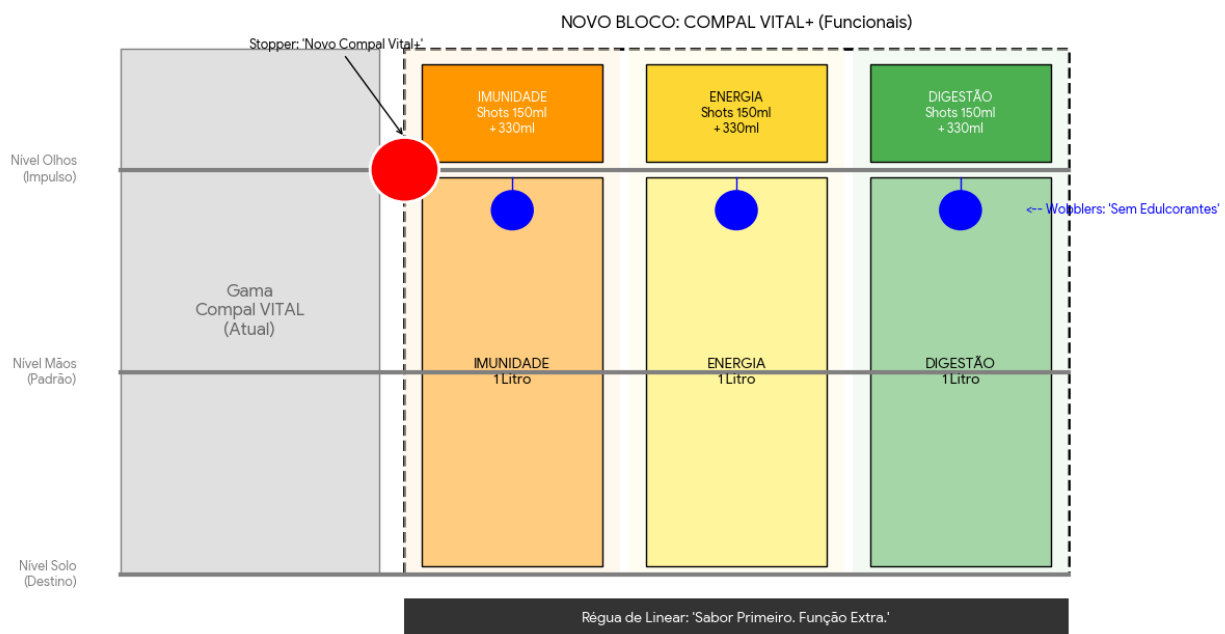 NOVO BLOCO: COMPAL VITAL+ (Funcionais)
Stopper: 'Novo Compal Vital+'
IMUNIDADE
Shots 150ml
+ 330ml
ENERGIA
Shots 150ml
+ 330ml
DIGESTÃO
Shots 150ml
+ 330ml
Nível Olhos
(Impulso)
<-- Wobblers: 'Sem Edulcorantes'
Gama
Compal VITAL
(Atual)
Nível Mãos
(Padrão)
IMUNIDADE
1 Litro
ENERGIA
1 Litro
DIGESTÃO
1 Litro
Nível Solo
(Destino)
Régua de Linear: 'Sabor Primeiro. Função Extra.'